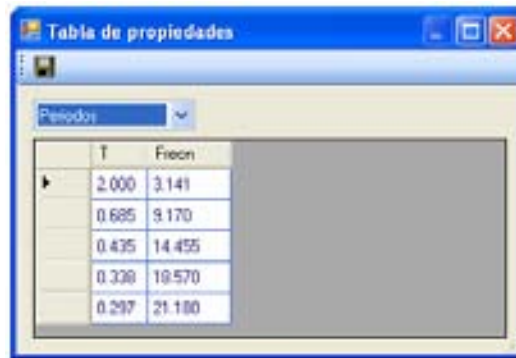 Tabla de propiedades
Periodos
T Frecn
2.000 3.141
0.685 9.170
0.435 14.455
0.338 18.570
0.297 21.180